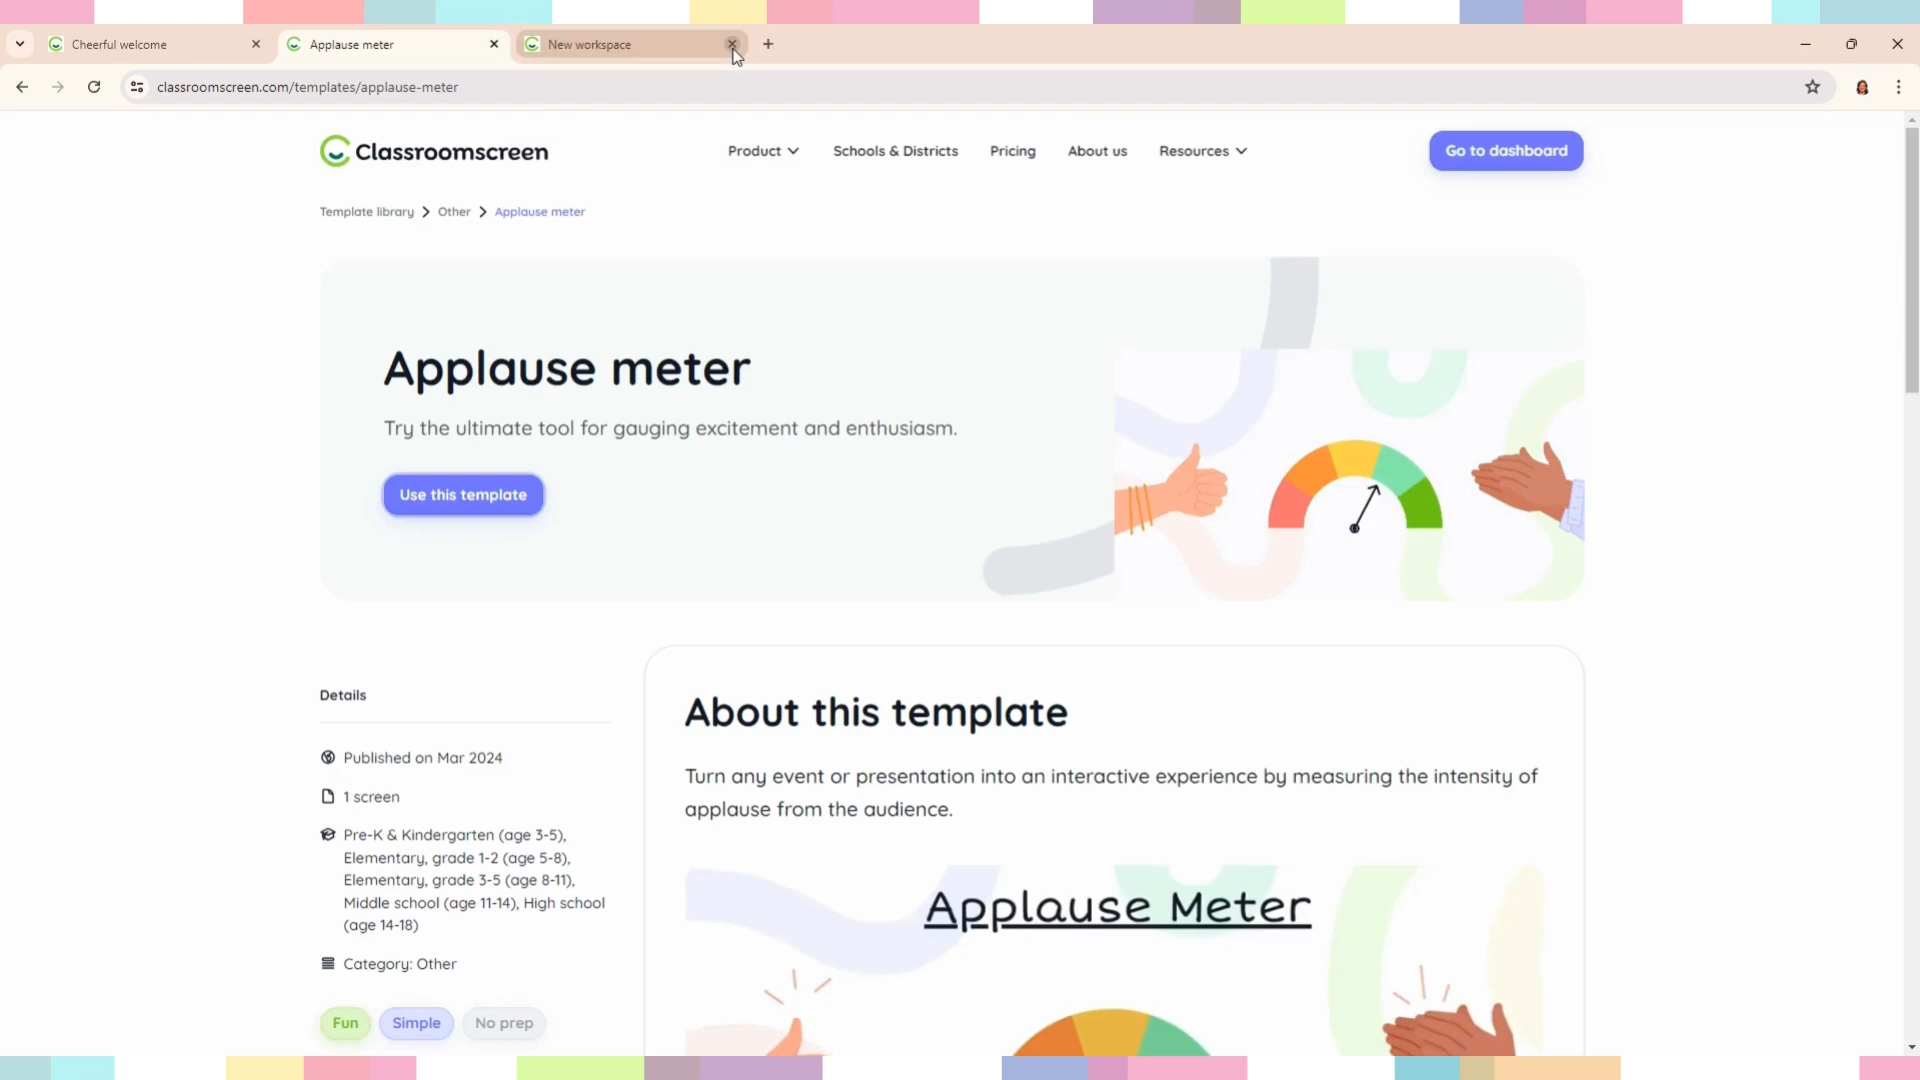 Cheerful welcome
Applause meter
New workspace
classroomscreen.com/templates/applause-meter
Classroomscreen
Product
Schools & Districts
Pricing
About us
Resources
Go to dashboard
Template library
Other
Applause meter
Applause meter
Try the ultimate tool for gauging excitement and enthusiasm.
Use this template
Details
Published on Mar 2024
1 screen
Pre-K & Kindergarten (age 3-5),
Elementary, grade 1-2 (age 5-8),
Elementary, grade 3-5 (age 8-11),
Middle school (age 11-14), High school
(age 14-18)
Category: Other
Fun
Simple
No prep
About this template
Turn any event or presentation into an interactive experience by measuring the intensity of
applause from the audience.
Applause Meter